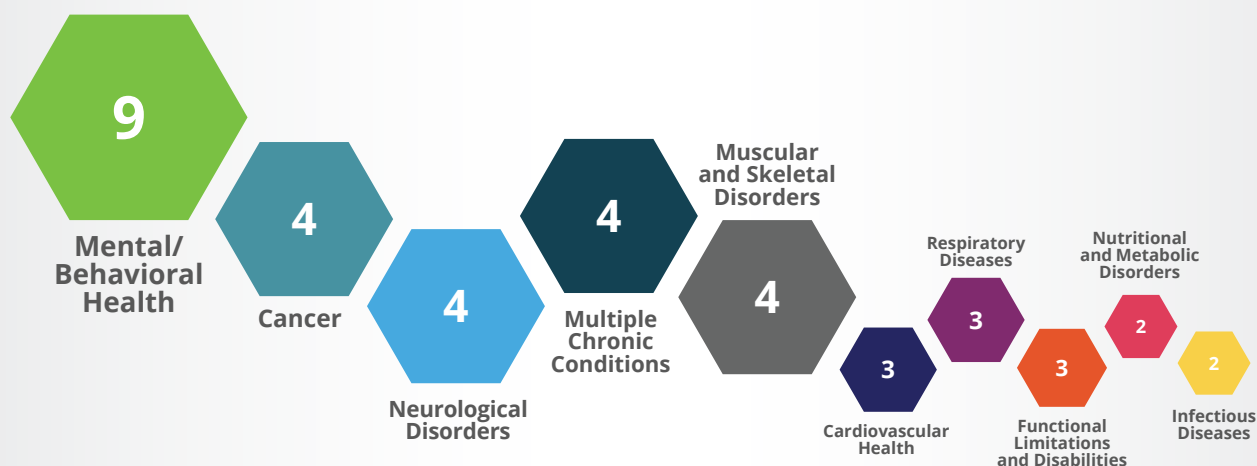 9
Mental/
Behavioral
Health
4
Cancer
4
Neurological
Disorders
4
Multiple
Chronic
Conditions
Muscular
and Skeletal
Disorders
4
3
Cardiovascular
Health
Respiratory
Diseases
3
3
Functional
Limitations
and Disabilities
Nutritional
and Metabolic
Disorders
2
2
Infectious
Diseases